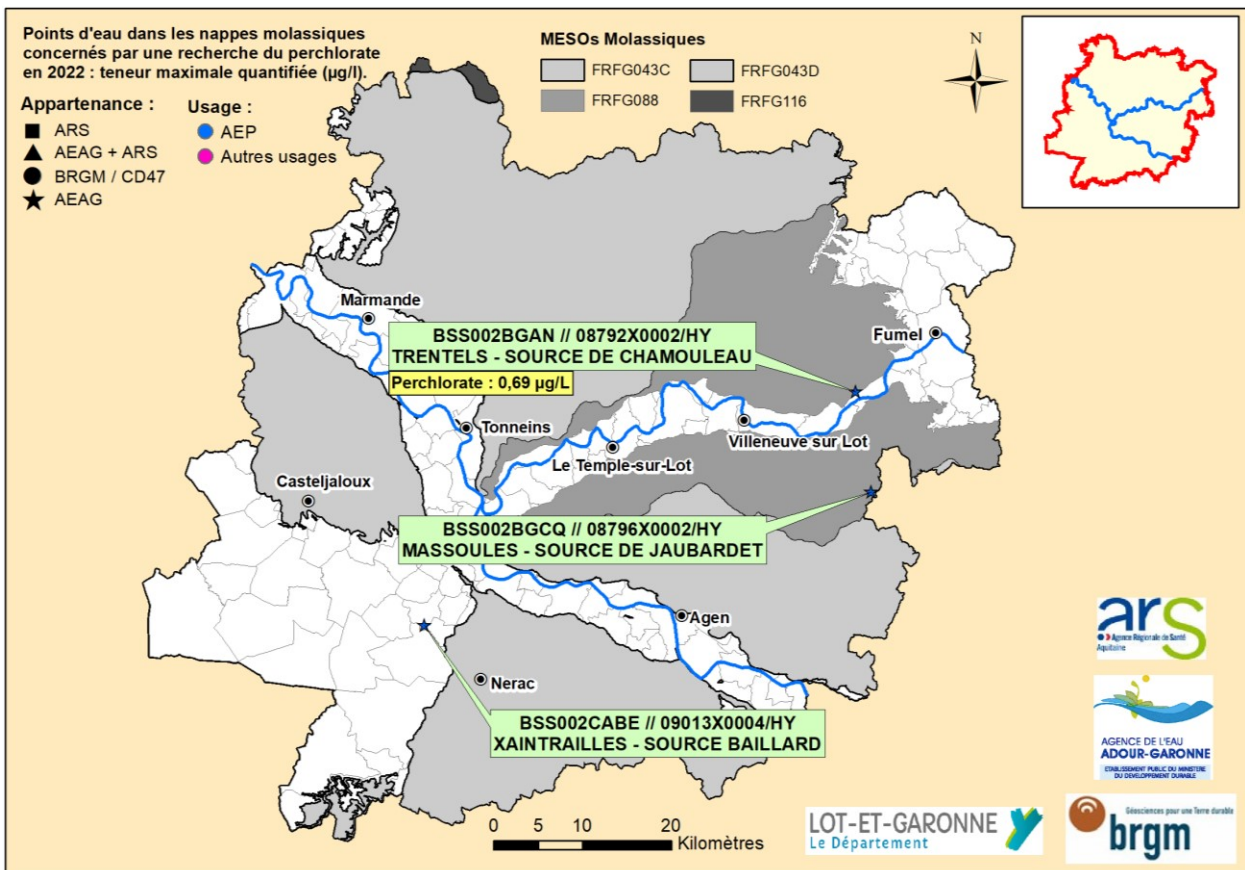 Points d'eau dans les nappes molassiques
concernés par une recherche du perchlorate
en 2022 : teneur maximale quantifiée (µg/l).
Appartenance :
ARS
AEAG + ARS
BRGM / CD47
AEAG
Usage :
AEP
Autres usages
MESOs Molassiques
FRFG043C
FRFG043D
FRFG088
FRFG116
N
Marmande
BSS002BGAN // 08792X0002/HY
TRENTELS - SOURCE DE CHAMOULEAU
Perchlorate : 0,69 µg/L
Fumel
Tonneins
Villeneuve sur Lot
Le Temple-sur-Lot
Casteljaloux
BSS002BGCQ // 08796X0002/HY
MASSOULES - SOURCE DE JAUBARDET
Agen
Nerac
BSS002CABE // 09013X0004/HY
XAINTRAILLES - SOURCE BAILLARD
0 5 10 20
Kilomètres
ars
Agence Régionale de Santé
Aquitaine
AGENCE DE L'EAU
ADOUR-GARONNE
ETABLISSEMENT PUBLIC DU MINISTERE
DU DEVELOPPEMENT DURABLE
LOT-ET-GARONNE
Le Département
Géosciences pour une Terre durable
brgm